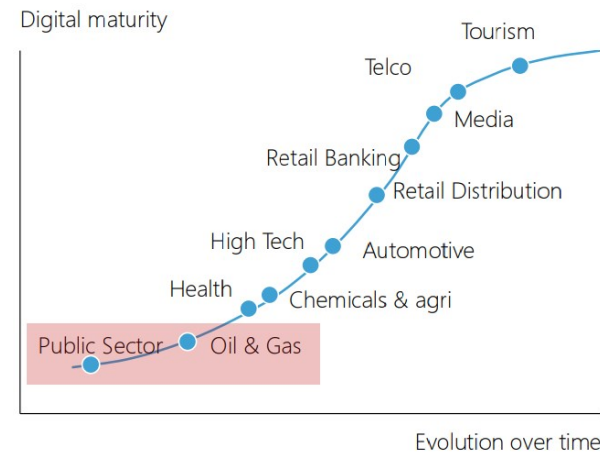 Digital maturity
Tourism
Telco
Media
Retail Banking
Retail Distribution
High Tech
Automotive
Health
Chemicals & agri
Public Sector
Oil & Gas
Evolution over time